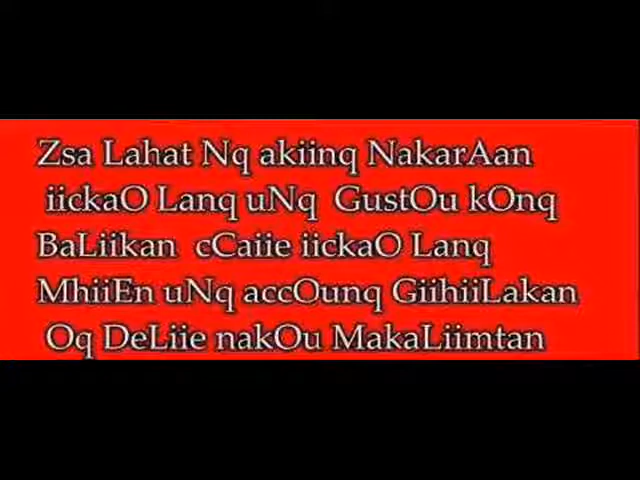 Zsa Lahat Nq akiinq NakarAan
iickaO Lanq uNq GustOu kOnq
BaLiikan cCaiie iickaO Lanq
MhiiEn uNq accOunq GiihiiLakan
Oq DeLiie nakOu MakaLiimtan